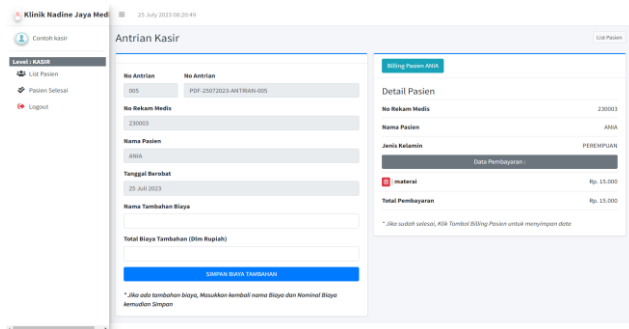 Klinik Nadine Jaya Medi
25 July 2023 08:20:49
Contoh kasir
Level : KASIR
List Pasien
Pasien Selesai
Logout
Antrian Kasir
List Pasien
No Antrian No Antrian
005 PDF-25072023-ANTRIAN-005
No Rekam Medis
230003
Nama Pasien
ANIA
Tanggal Berobat
25 Juli 2023
Nama Tambahan Biaya
Total Biaya Tambahan (Dlm Rupiah)
SIMPAN BIAYA TAMBAHAN
* Jika ada tambahan biaya, Masukkan kembali nama Biaya dan Nominal Biaya
kemudian Simpan
Billing Pasien ANIA
Detail Pasien
No Rekam Medis 230003
Nama Pasien ANIA
Jenis Kelamin PEREMPUAN
Data Pembayaran :
| materai Rp. 15.000
Total Pembayaran Rp. 15.000
* Jika sudah selesai, Klik Tombol Billing Pasien untuk menyimpan data